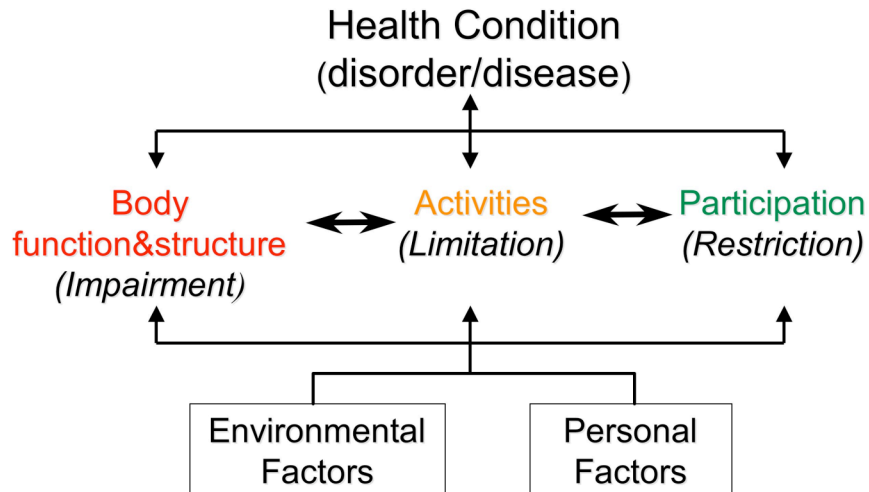 Health Condition
(disorder/disease)
Body
function&structure
(Impairment)
Activities
(Limitation)
Participation
(Restriction)
Environmental
Factors
Personal
Factors